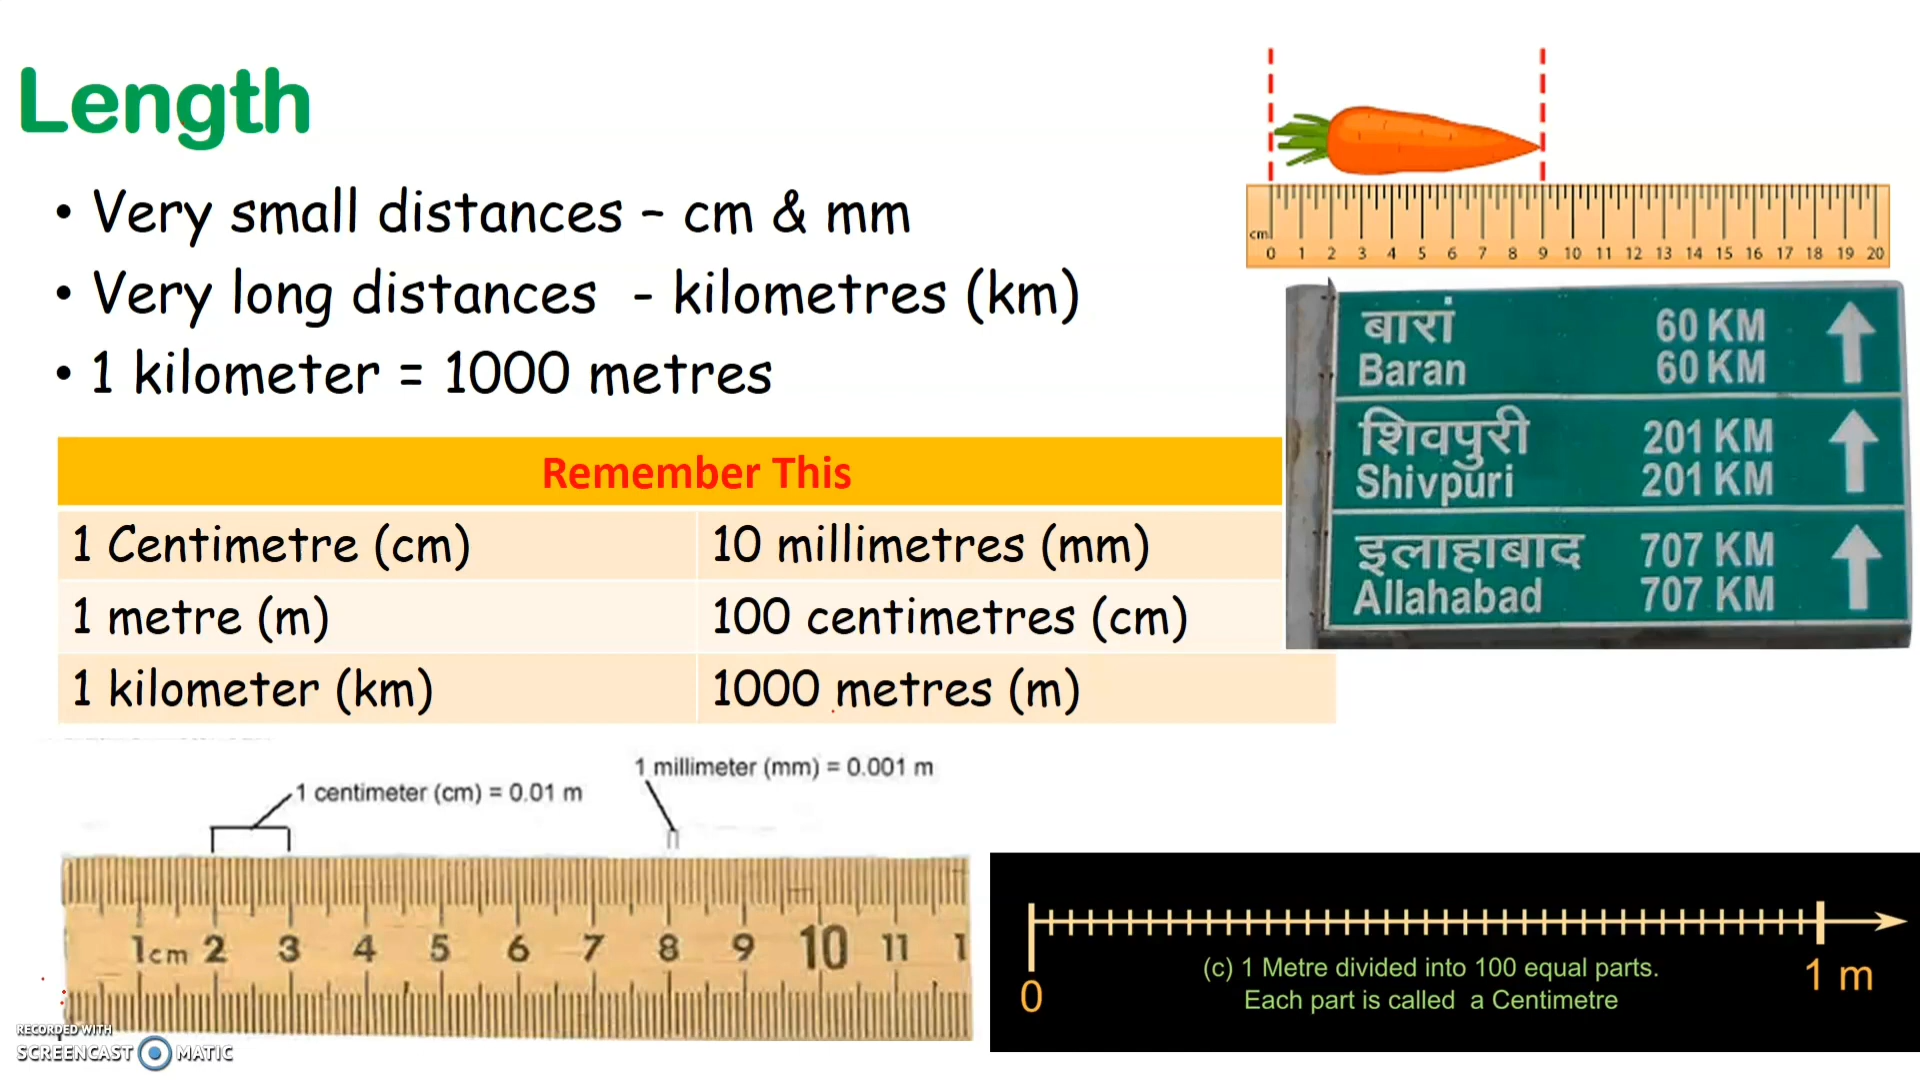 Length
• Very small distances – cm & mm
• Very long distances - kilometres (km)
• 1 kilometer = 1000 metres
cm
0 1 2 3 4 5 6 7 8 9 10 11 12 13 14 15 16 17 18 19 20
बारां 60 KM
Baran 60 KM
शिवपुरी 201 KM
Shivpuri 201 KM
इलाहाबाद 707 KM
Allahabad 707 KM
Remember This
1 Centimetre (cm) 10 millimetres (mm)
1 metre (m) 100 centimetres (cm)
1 kilometer (km) 1000 metres (m)
1 millimeter (mm) = 0.001 m
1 centimeter (cm) = 0.01 m
1cm 2 3 4 5 6 7 8 9 10 11 1
(c) 1 Metre divided into 100 equal parts.
Each part is called a Centimetre
0 1 m
RECORDED WITH
SCREENCAST MATIC